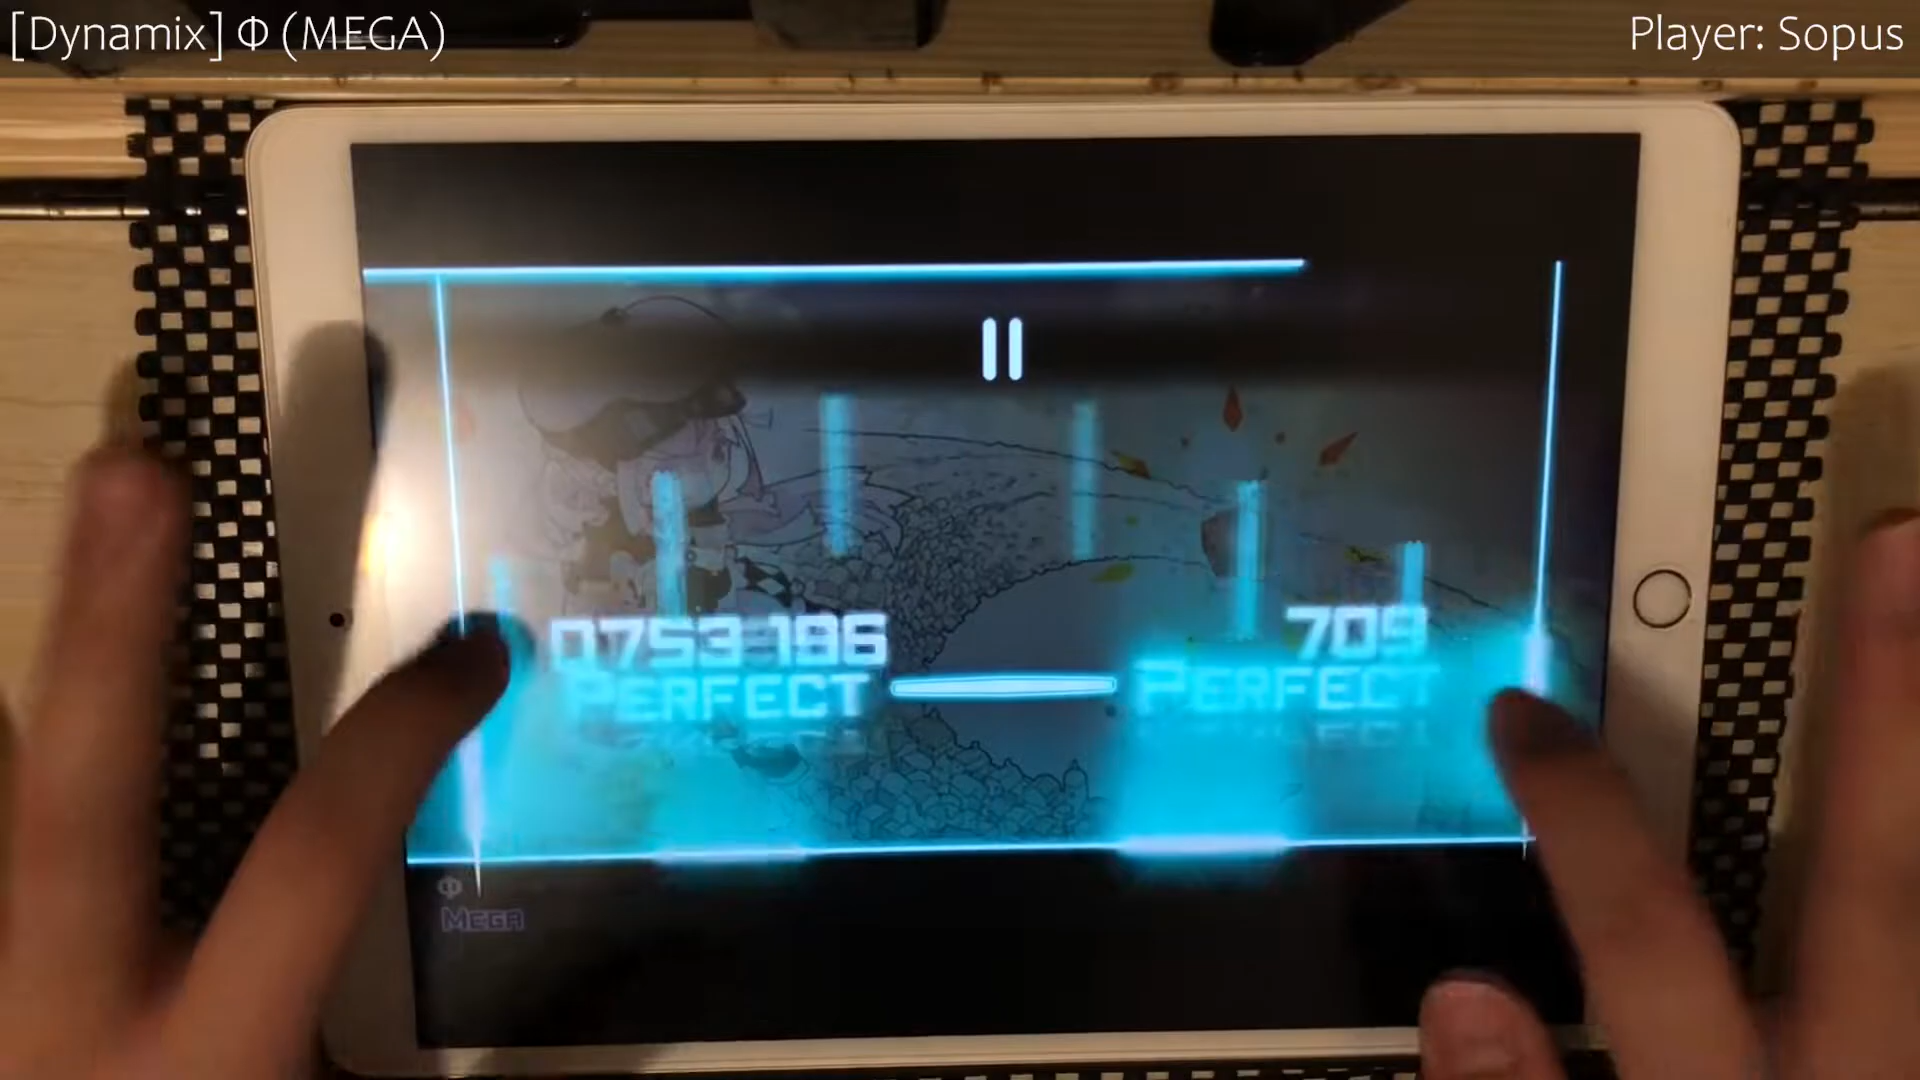 [Dynamix] Φ (MEGA)
Player: Sopus
0753186
709
PERFECT
PERFECT
Φ
MEGA